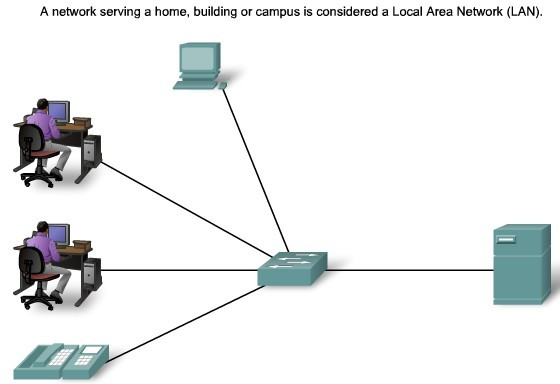 A network serving a home, building or campus is considered a Local Area Network (LAN).